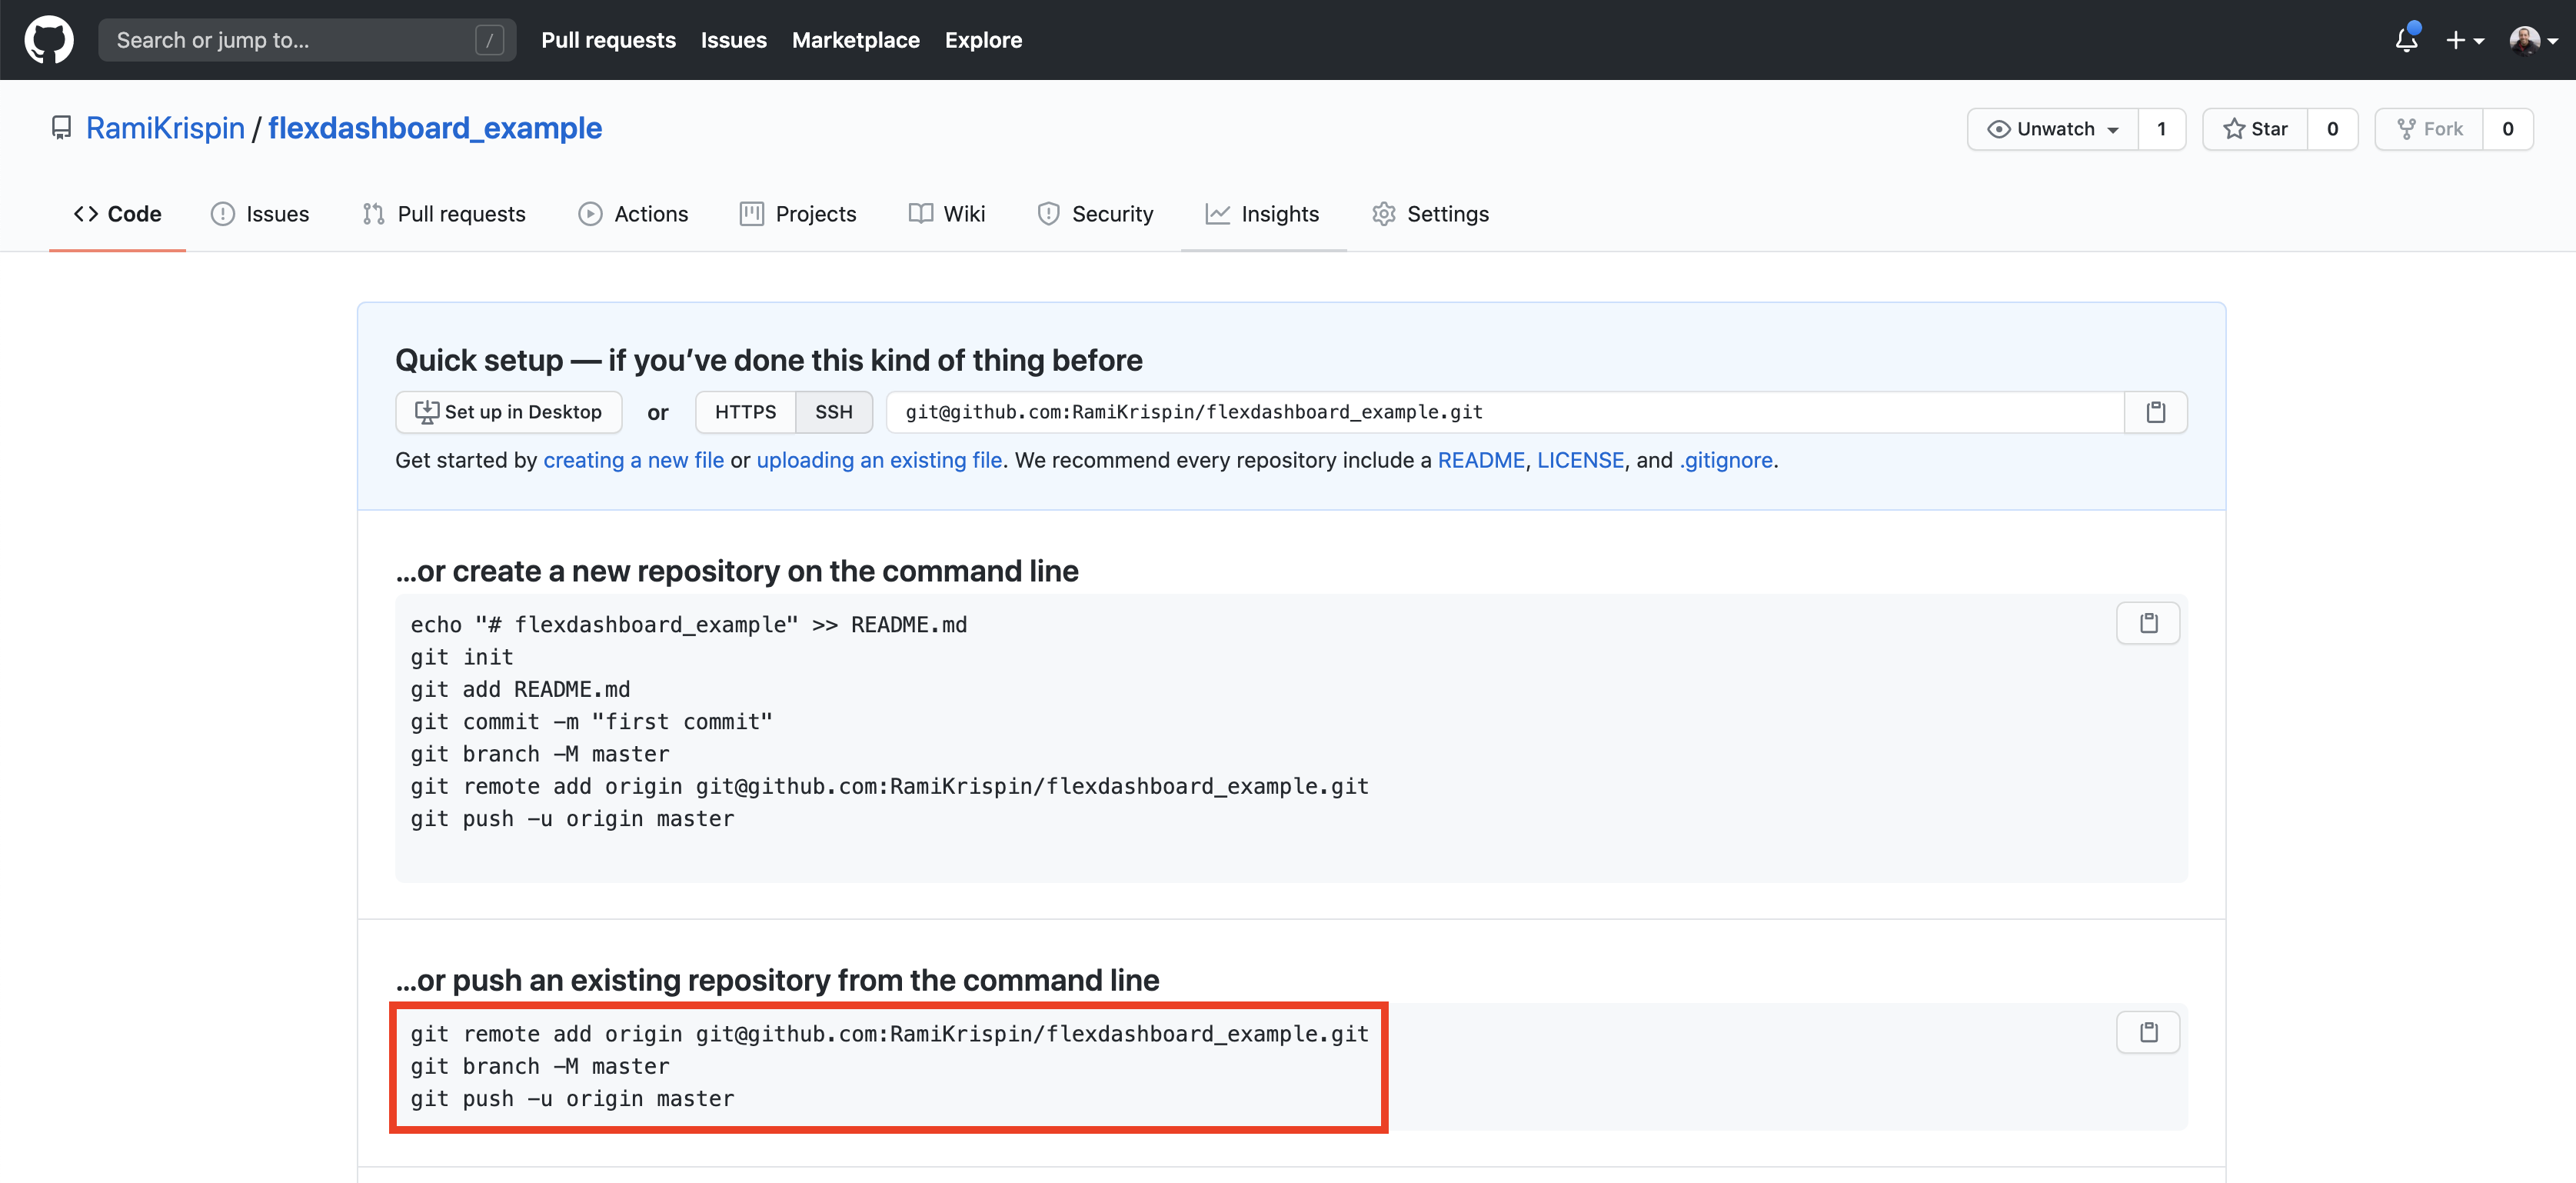 Search or jump to... / Pull requests Issues Marketplace Explore
RamiKrispin / flexdashboard_example Unwatch 1 Star 0 Fork 0
Code Issues Pull requests Actions Projects Wiki Security Insights Settings
Quick setup — if you’ve done this kind of thing before
Set up in Desktop or HTTPS SSH git@github.com:RamiKrispin/flexdashboard_example.git
Get started by creating a new file or uploading an existing file. We recommend every repository include a README, LICENSE, and .gitignore.
…or create a new repository on the command line
echo "# flexdashboard_example" >> README.md
git init
git add README.md
git commit -m "first commit"
git branch -M master
git remote add origin git@github.com:RamiKrispin/flexdashboard_example.git
git push -u origin master
…or push an existing repository from the command line
git remote add origin git@github.com:RamiKrispin/flexdashboard_example.git
git branch -M master
git push -u origin master